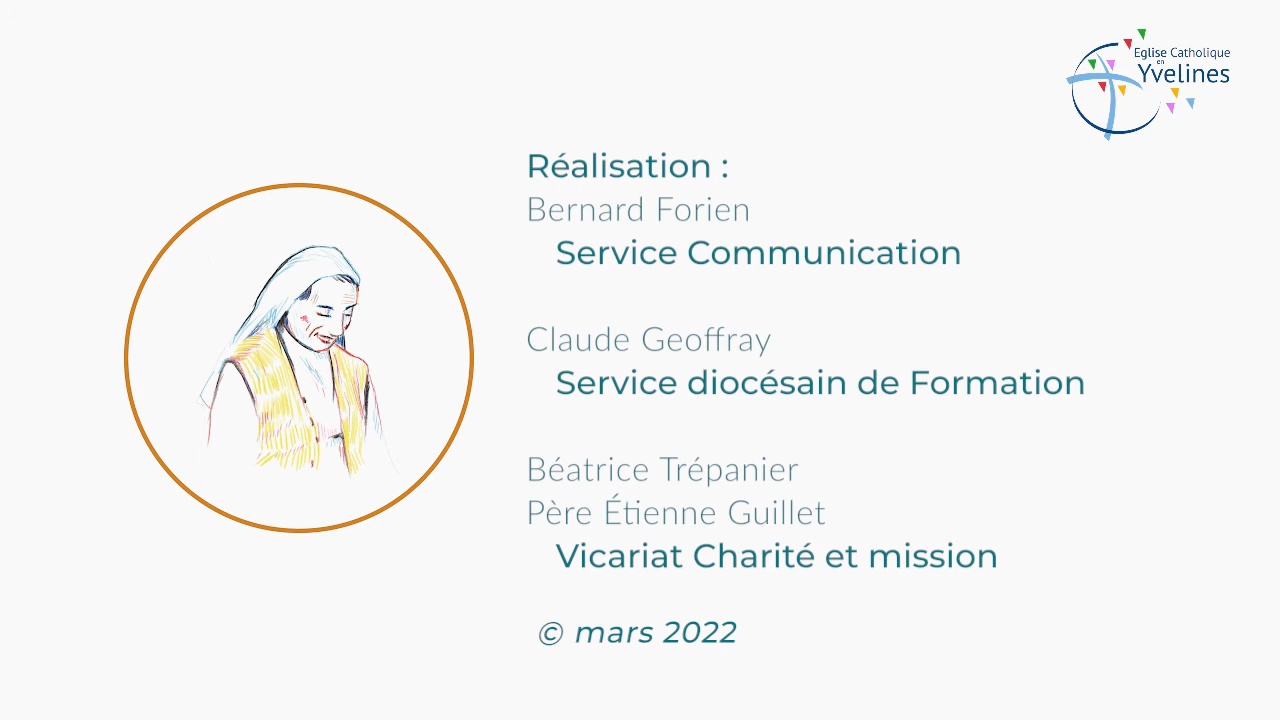 Eglise Catholique
en
Yvelines
Réalisation :
Bernard Forien
Service Communication
Claude Geoffray
Service diocésain de Formation
Béatrice Trépanier
Père Étienne Guillet
Vicariat Charité et mission
© mars 2022